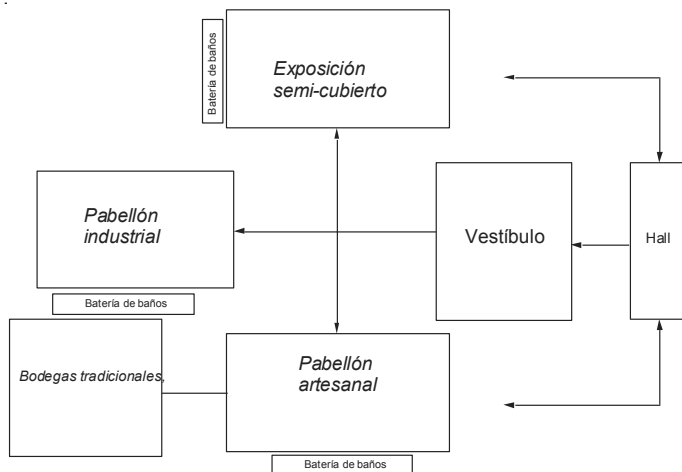 Batería de baños
Exposición
semi-cubierto
Pabellón
industrial
Vestíbulo
Hall
Batería de baños
Bodegas tradicionales,
Pabellón
artesanal
Batería de baños